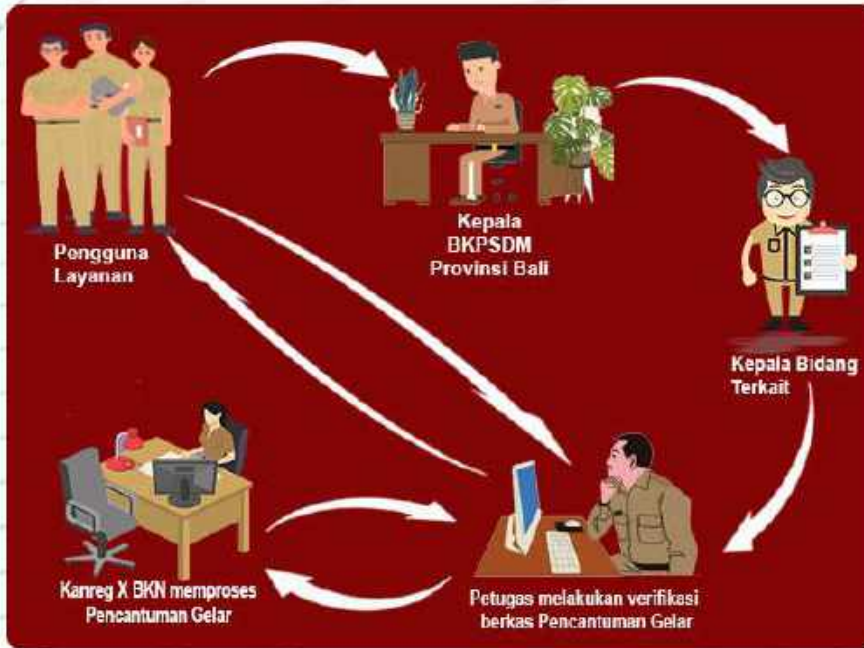 Pengguna
Layanan
Kepala
BKPSDM
Provinsi Bali
Kepala Bidang
Terkait
Kanreg X BKN memproses
Pencantuman Gelar
Petugas melakukan verifikasi
berkas Pencantuman Gelar